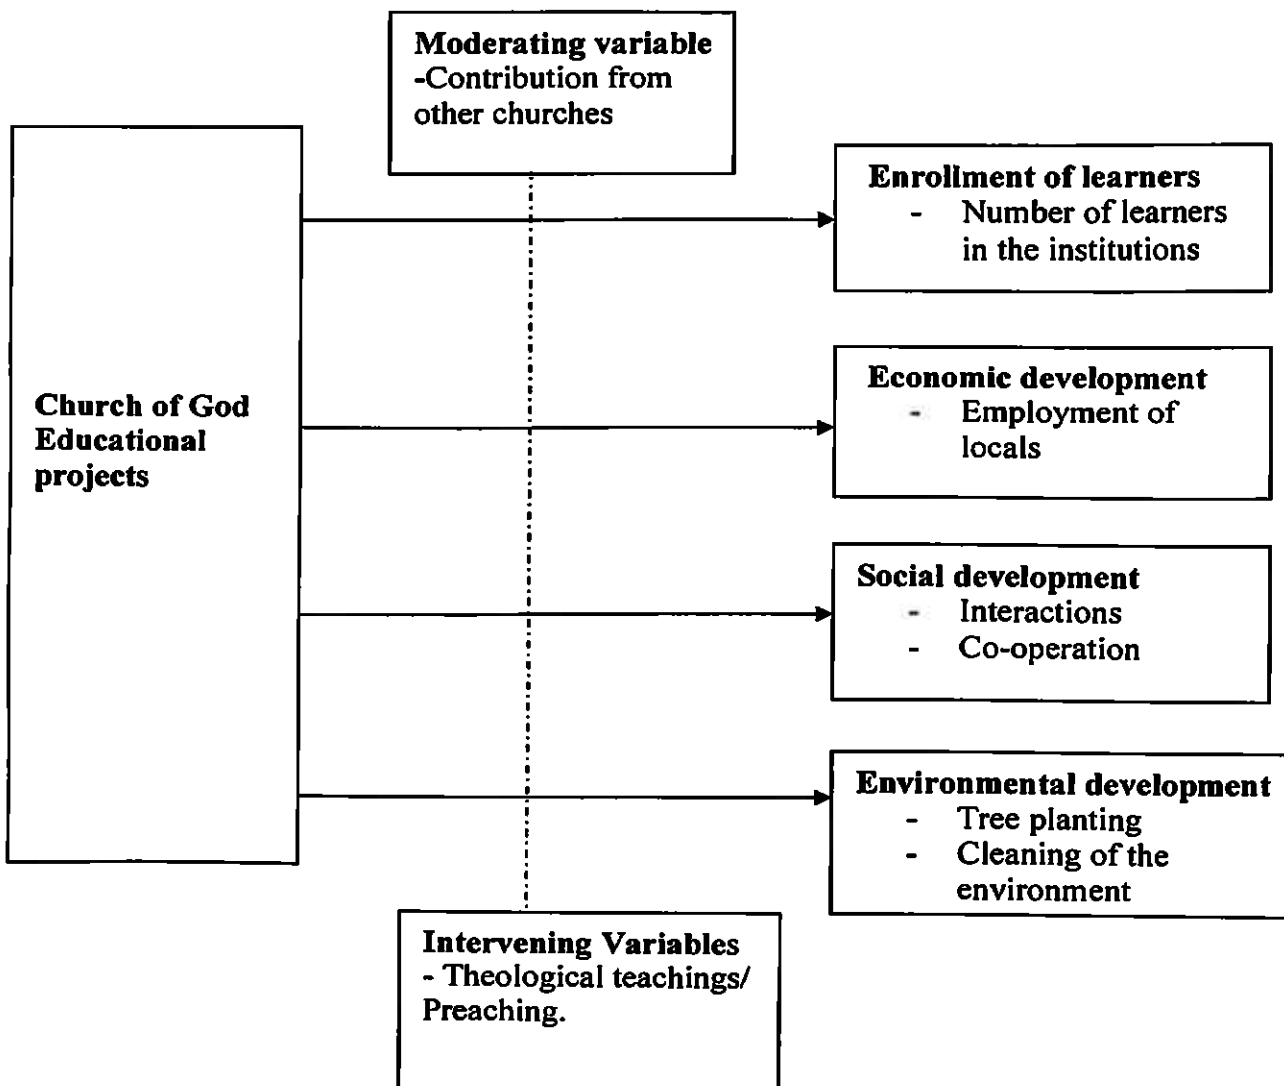 Moderating variable
-Contribution from
other churches
Church of God
Educational
projects
Enrollment of learners
- Number of learners
in the institutions
Economic development
- Employment of
locals
Social development
- Interactions
- Co-operation
Environmental development
- Tree planting
- Cleaning of the
environment
Intervening Variables
- Theological teachings/
Preaching.